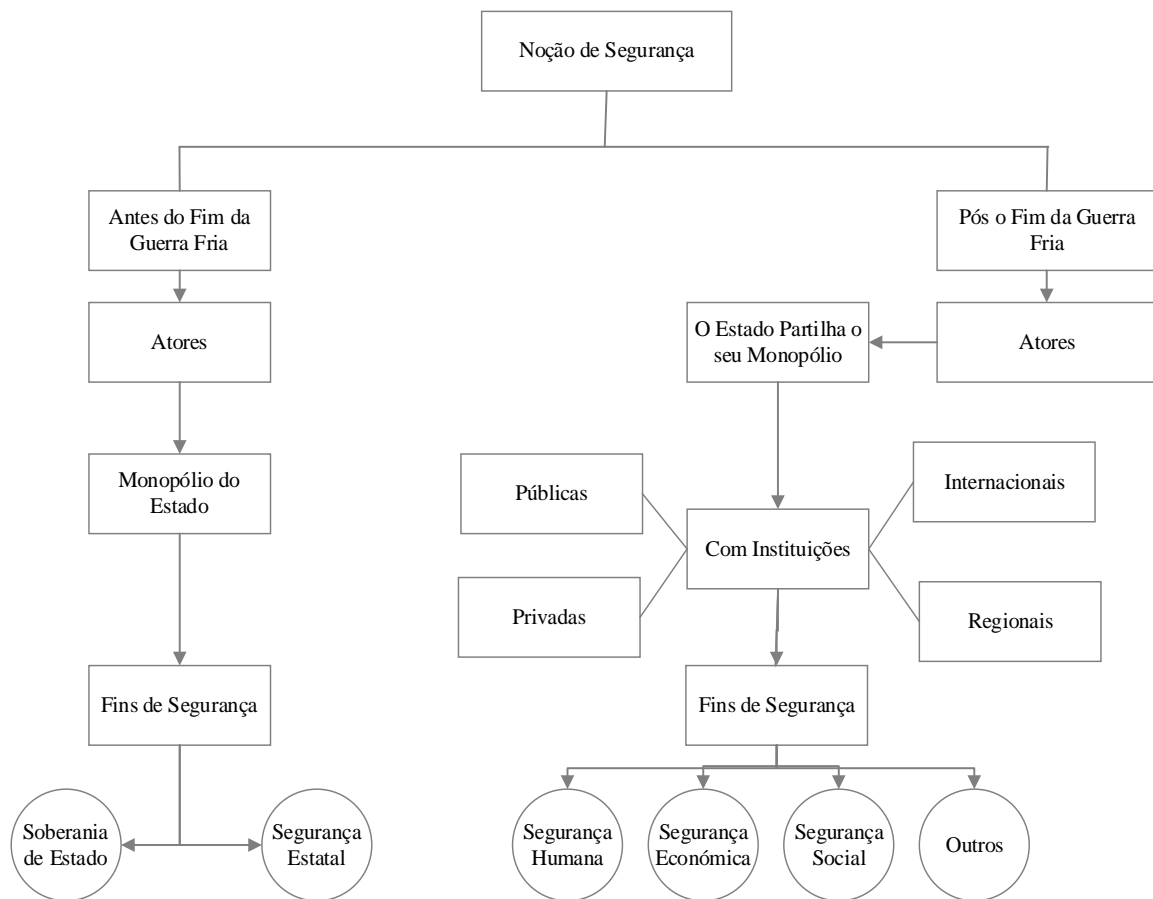 Noção de Segurança
Antes do Fim da
Guerra Fria
Pós o Fim da Guerra
Fria
Atores
O Estado Partilha o
seu Monopólio
Atores
Monopólio do
Estado
Públicas
Internacionais
Com Instituições
Privadas
Regionais
Fins de Segurança
Fins de Segurança
Soberania
de Estado
Segurança
Estatal
Segurança
Humana
Segurança
Económica
Segurança
Social
Outros